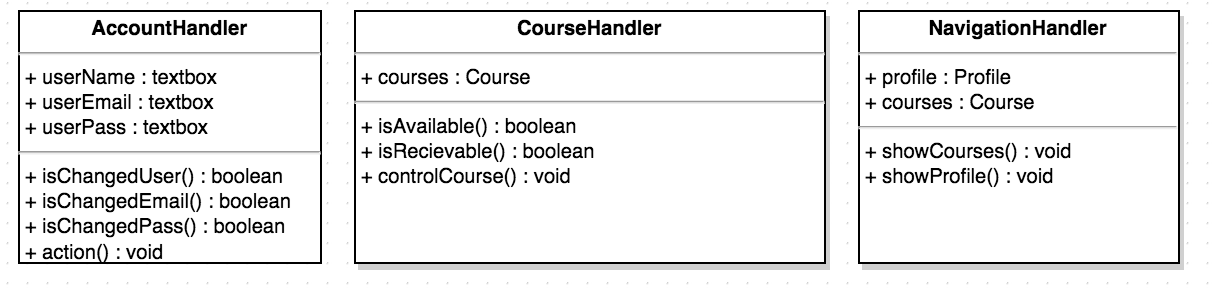 AccountHandler
+ userName : textbox
+ userEmail : textbox
+ userPass : textbox
+ isChangedUser() : boolean
+ isChangedEmail() : boolean
+ isChangedPass() : boolean
+ action() : void
CourseHandler
+ courses : Course
+ isAvailable() : boolean
+ isRecievable() : boolean
+ controlCourse() : void
NavigationHandler
+ profile : Profile
+ courses : Course
+ showCourses() : void
+ showProfile() : void